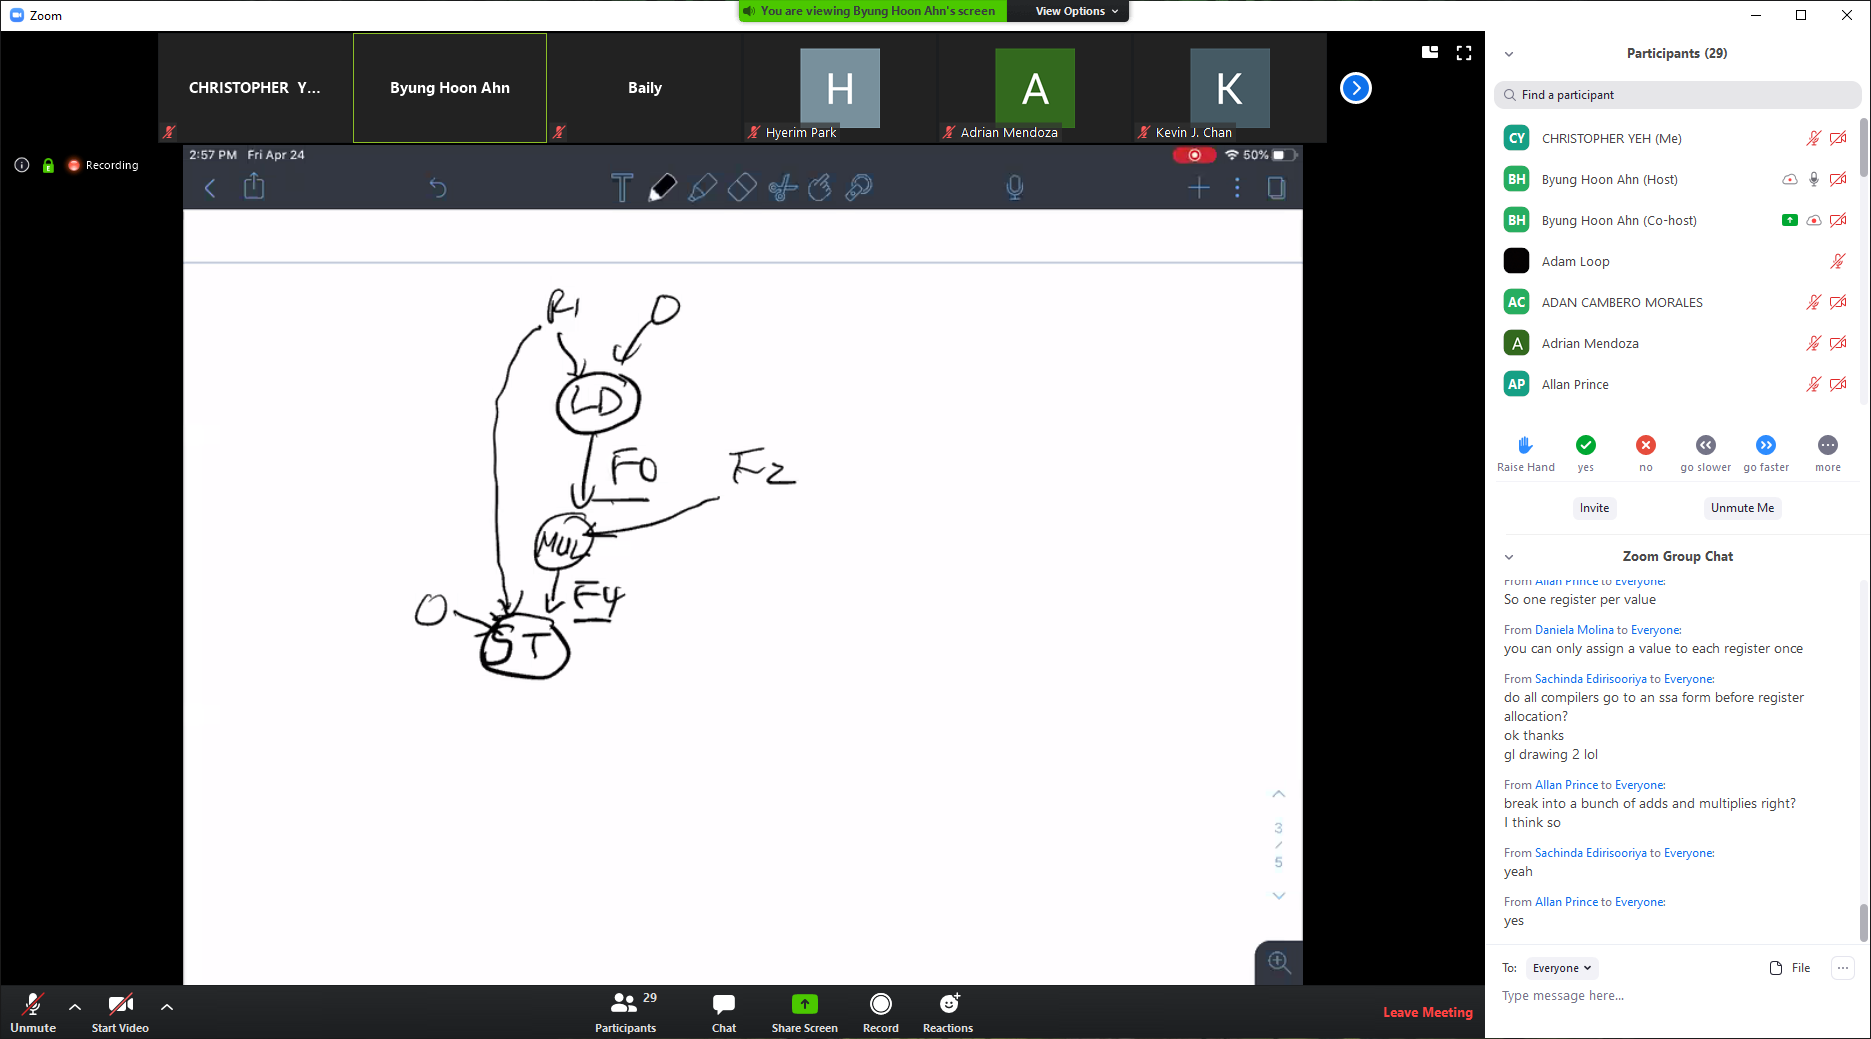 Zoom
You are viewing Byung Hoon Ahn's screen
View Options
CHRISTOPHER Y...
Byung Hoon Ahn
Baily
H
Hyerim Park
A
Adrian Mendoza
K
Kevin J. Chan
Recording
2:57 PM Fri Apr 24
50%
T
R1
0
LD
F0
F2
MUL
F4
0
ST
3
/
5
Participants (29)
Find a participant
CY CHRISTOPHER YEH (Me)
BH Byung Hoon Ahn (Host)
BH Byung Hoon Ahn (Co-host)
Adam Loop
AC ADAN CAMBERO MORALES
A Adrian Mendoza
AP Allan Prince
Raise Hand yes no go slower go faster more
Invite Unmute Me
Zoom Group Chat
From Allan Prince to Everyone:
So one register per value
From Daniela Molina to Everyone:
you can only assign a value to each register once
From Sachinda Edirisooriya to Everyone:
do all compilers go to an ssa form before register
allocation?
ok thanks
gl drawing 2 lol
From Allan Prince to Everyone:
break into a bunch of adds and multiplies right?
I think so
From Sachinda Edirisooriya to Everyone:
yeah
From Allan Prince to Everyone:
yes
To: Everyone File
Type message here...
Unmute Start Video Participants 29 Chat Share Screen Record Reactions Leave Meeting